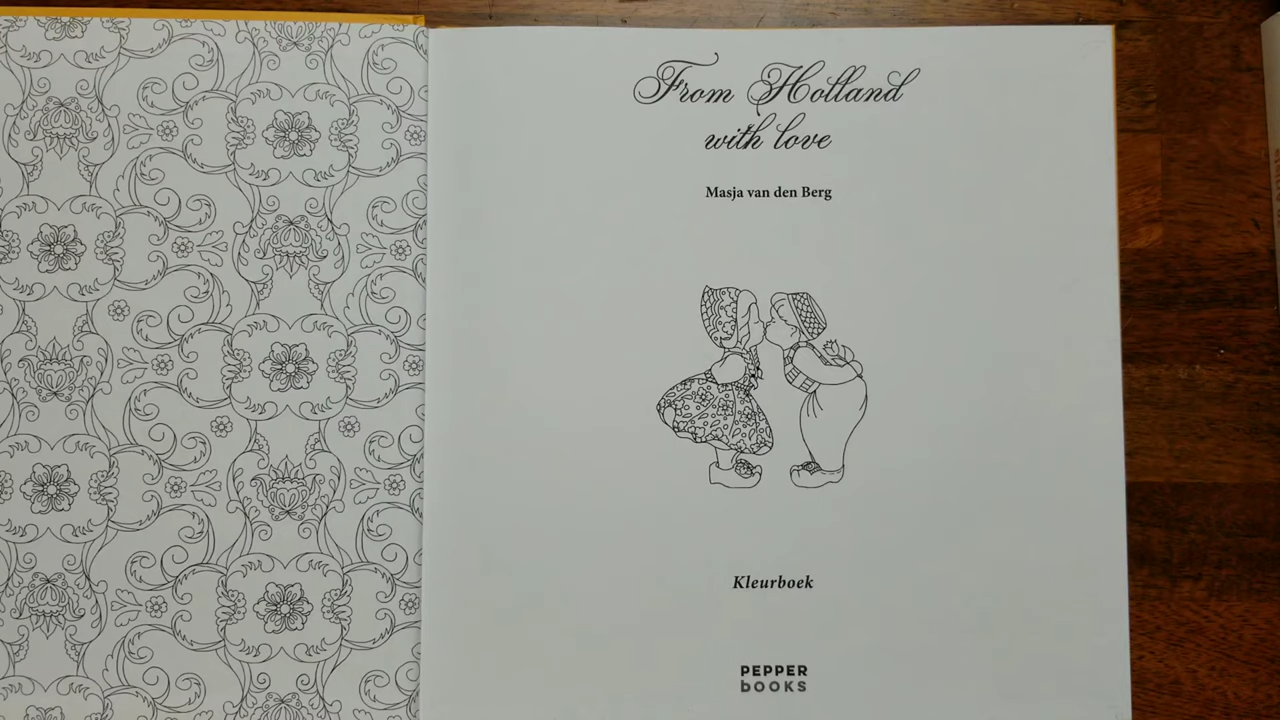 From Holland
with love
Masja van den Berg
Kleurboek
PEPPER
bOOKS